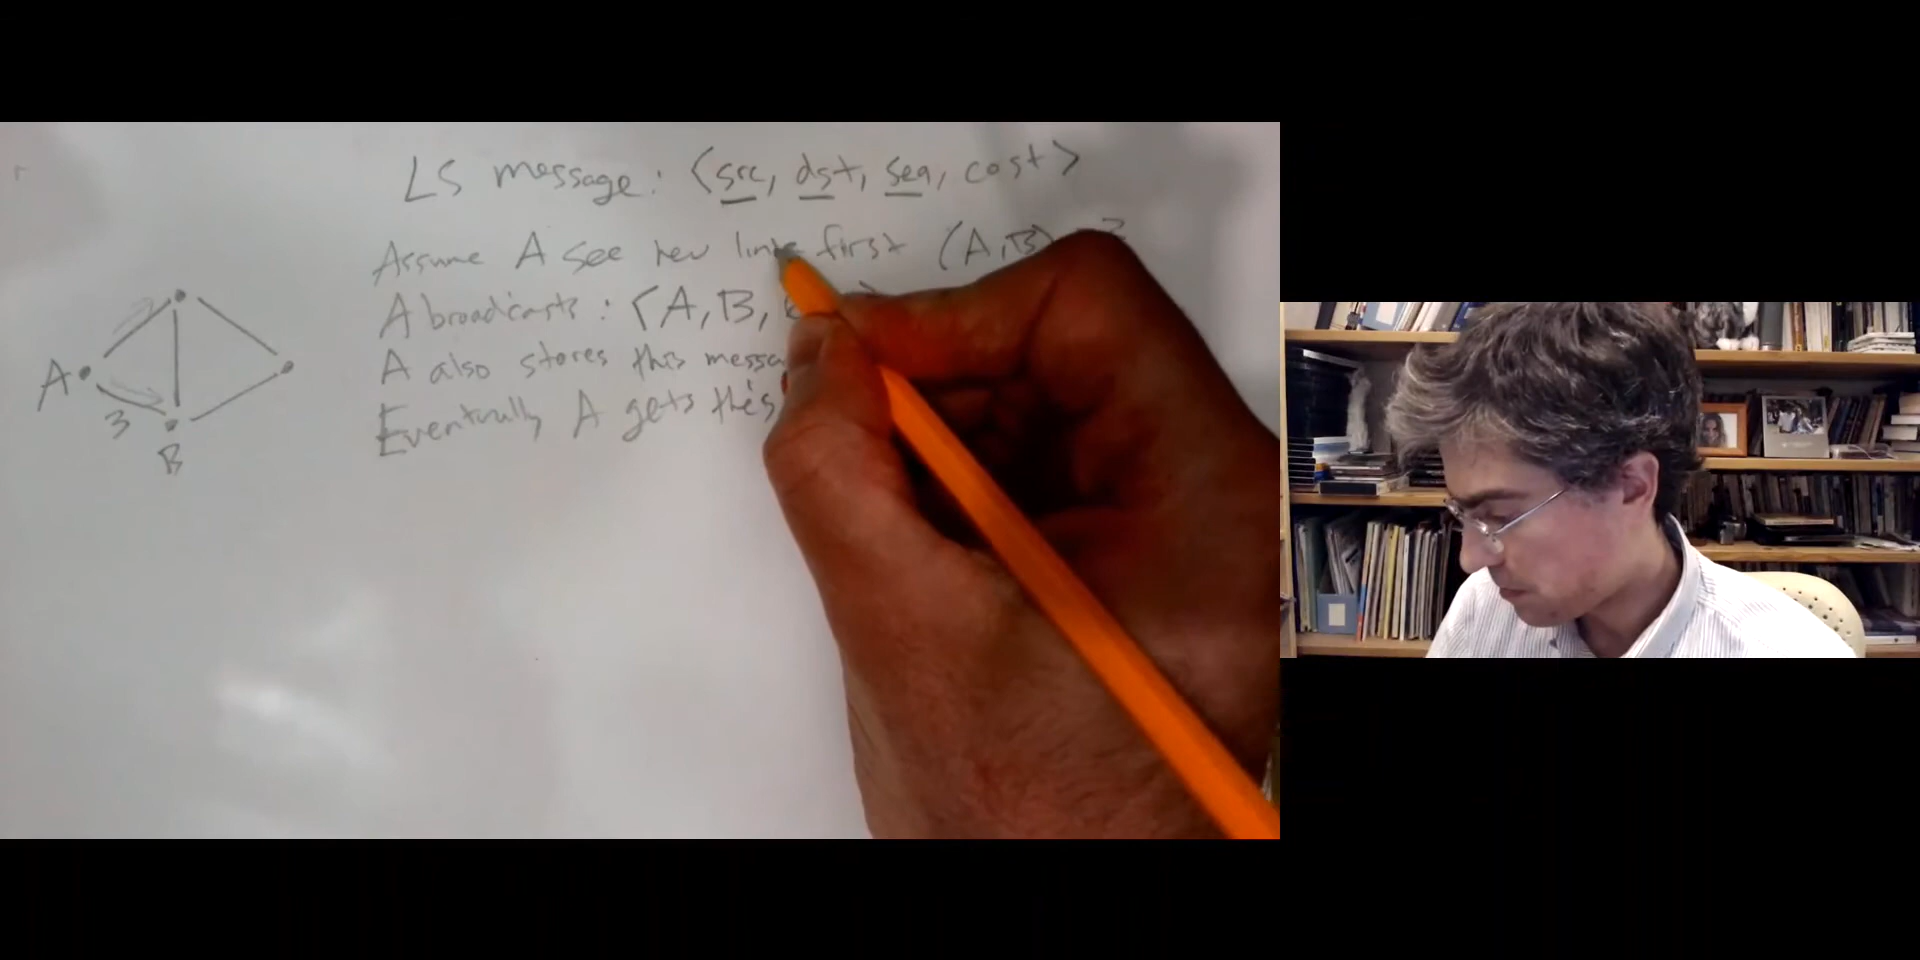 LS message: <src, dst, seq, cost>
Assume A see new link first (A,B)
A broadcasts: <A, B,
A also stores this messa
Eventually A gets this
A
3
B